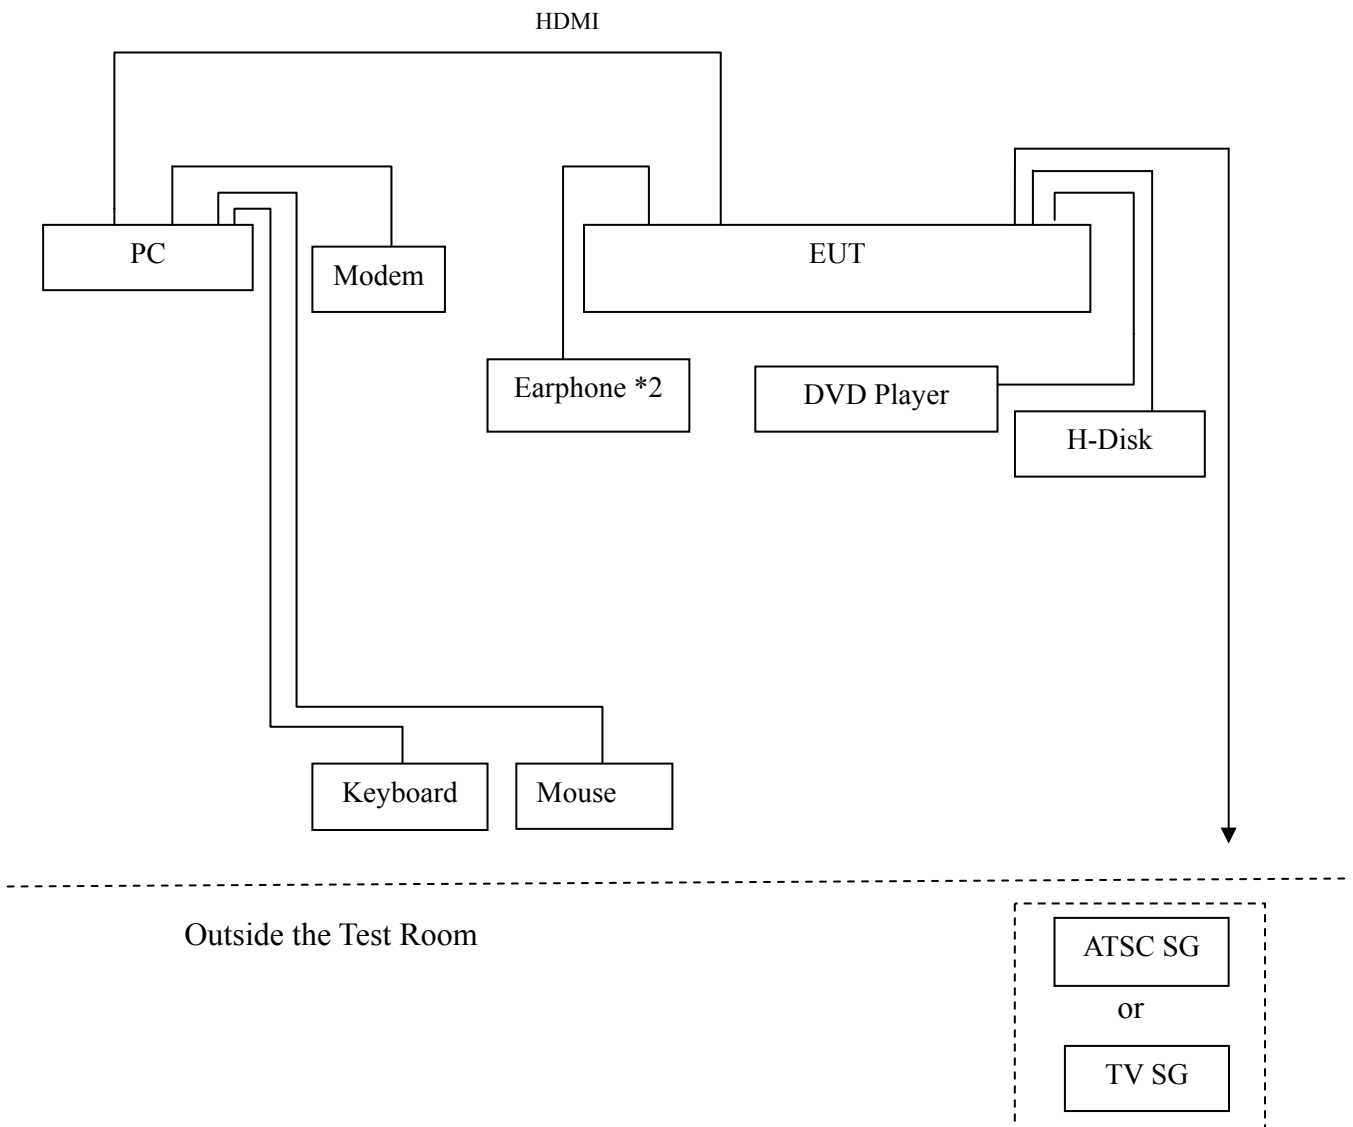 HDMI
PC
EUT
Modem
Earphone *2
DVD Player
H-Disk
Keyboard
Mouse
Outside the Test Room
ATSC SG
or
TV SG